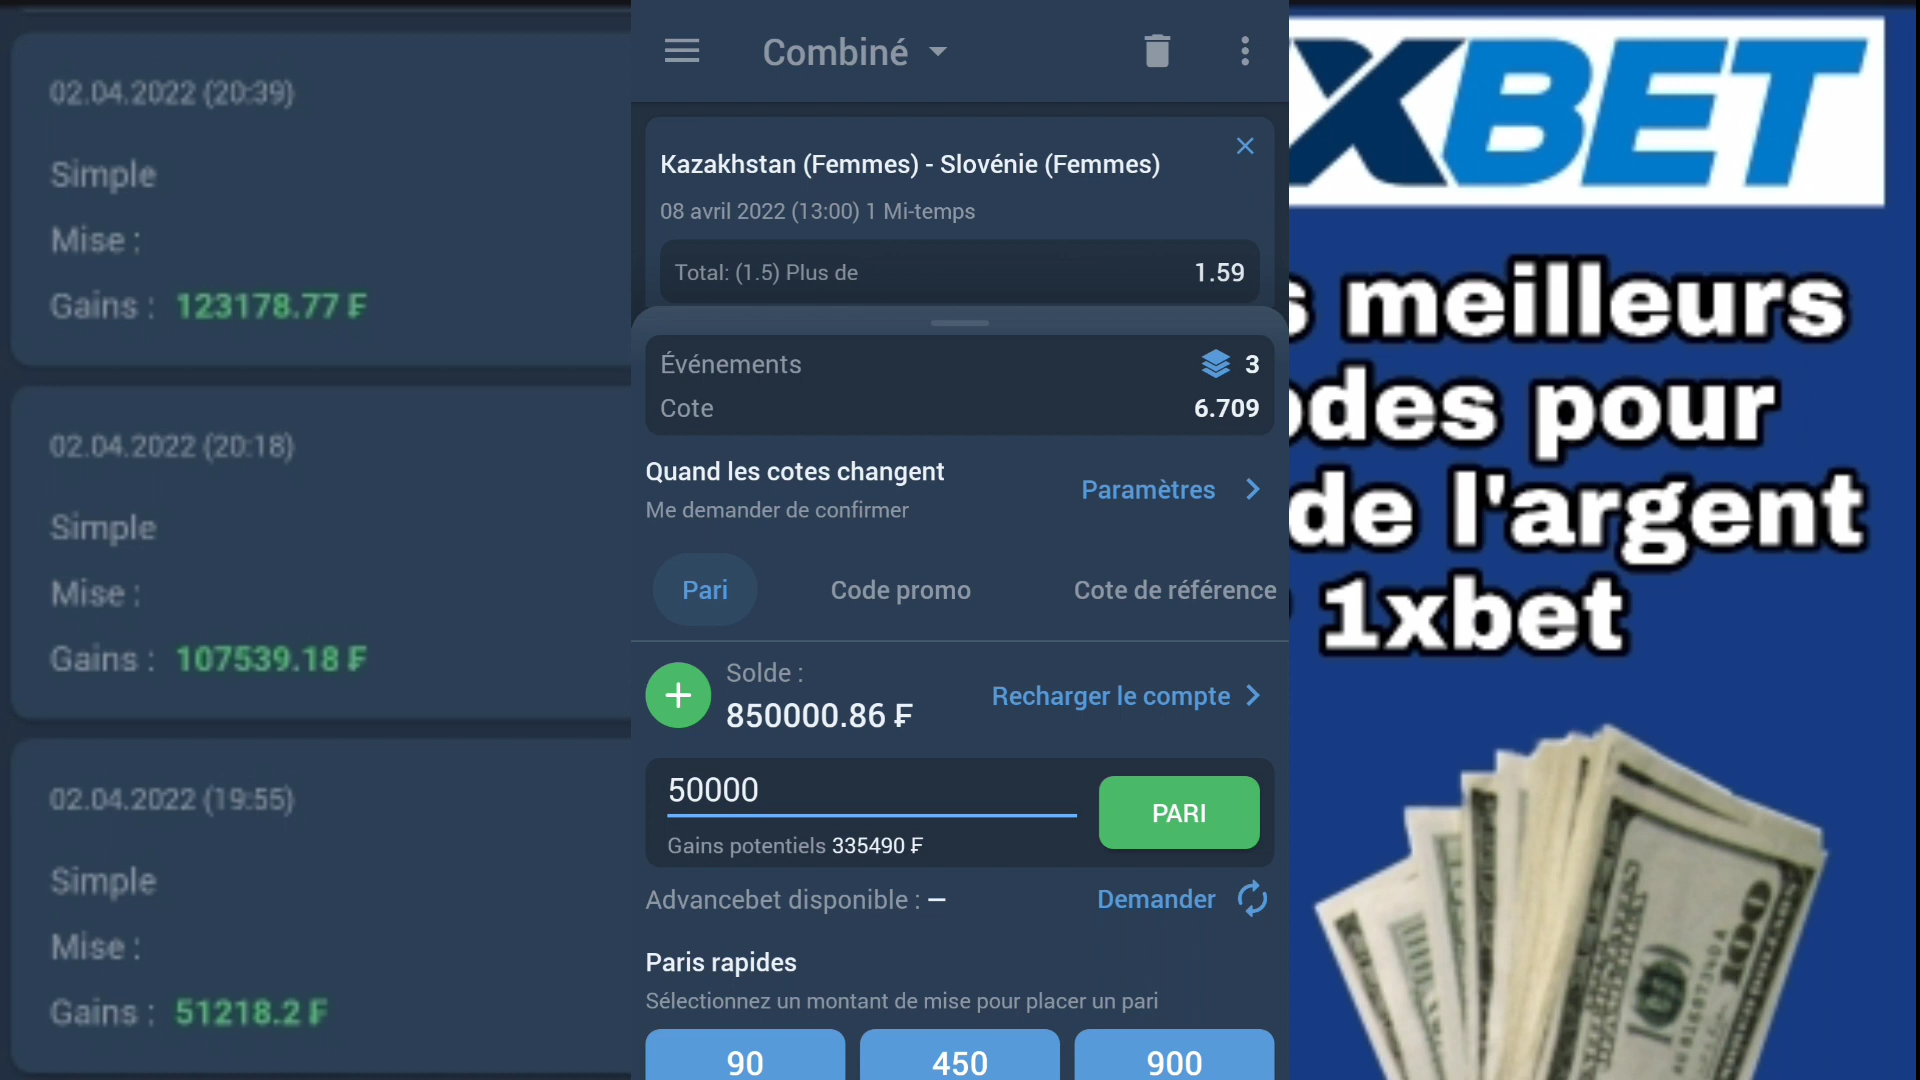 02.04.2022 (20:39)
Simple
Mise :
Gains : 123178.77 ₣
02.04.2022 (20:18)
Simple
Mise :
Gains : 107539.18 ₣
02.04.2022 (19:55)
Simple
Mise :
Gains : 51218.2 ₣
Combiné
Kazakhstan (Femmes) - Slovénie (Femmes)
08 avril 2022 (13:00) 1 Mi-temps
Total: (1.5) Plus de 1.59
Événements 3
Cote 6.709
Quand les cotes changent
Me demander de confirmer
Paramètres
Pari Code promo Cote de référence
Solde :
850000.86 ₣
Recharger le compte
50000
PARI
Gains potentiels 335490 ₣
Advancebet disponible : –
Demander
Paris rapides
Sélectionnez un montant de mise pour placer un pari
90 450 900
XBET
meilleurs
pour
de l'argent
1xbet
100